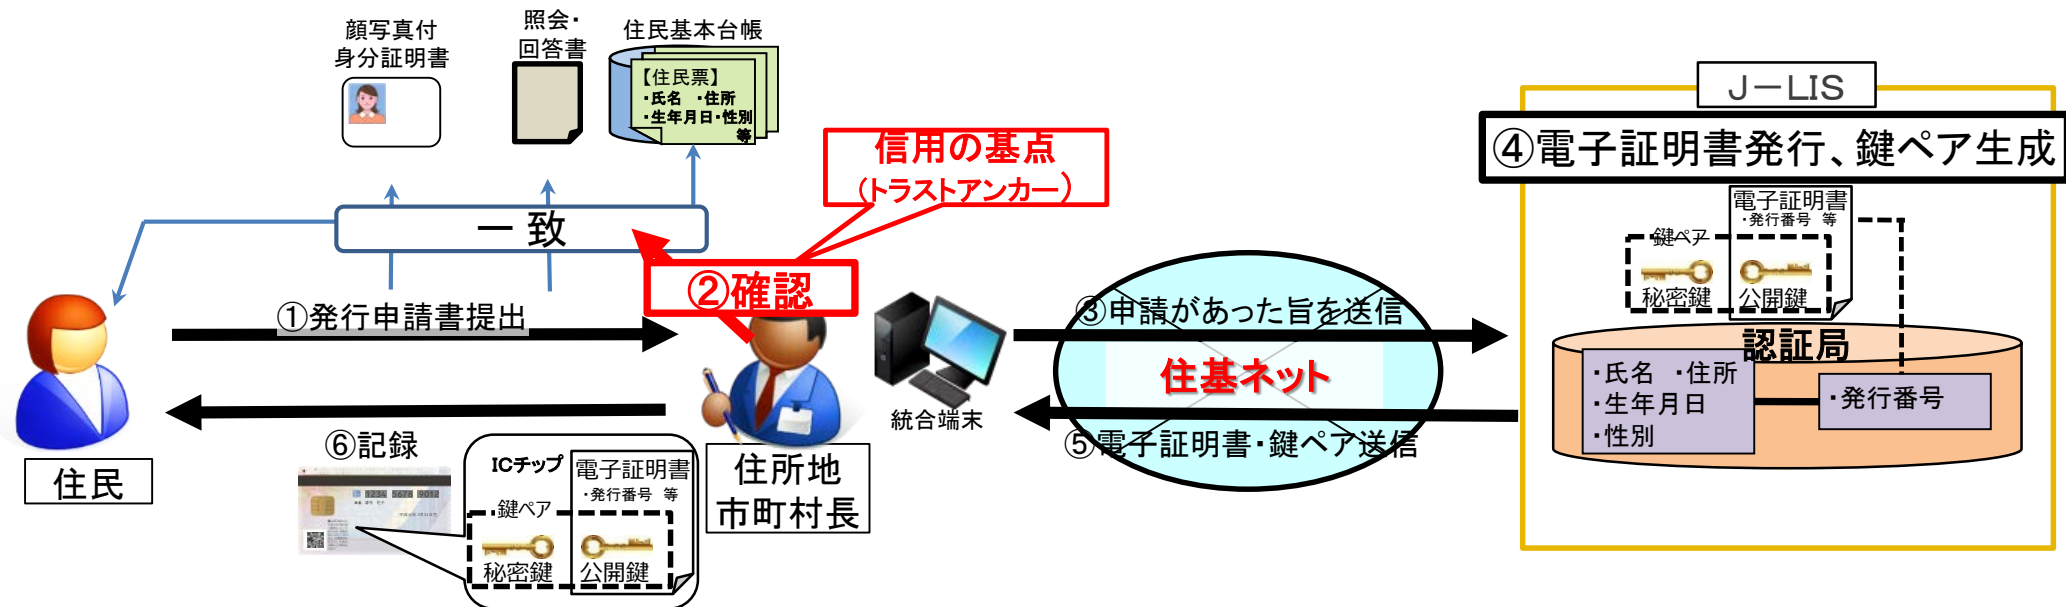 顔写真付
身分証明書
照会・
回答書
住民基本台帳
【住民票】
・氏名 ・住所
・生年月日・性別
等
信用の基点
(トラストアンカー)
一 致
②確認
①発行申請書提出
住民
⑥記録
1234 5678 9012
ICチップ
電子証明書
・発行番号 等
鍵ペア
秘密鍵
公開鍵
住所地
市町村長
統合端末
③申請があった旨を送信
住基ネット
⑤電子証明書・鍵ペア送信
J-LIS
④電子証明書発行、鍵ペア生成
電子証明書
・発行番号 等
鍵ペア
秘密鍵
公開鍵
認証局
・氏名 ・住所
・生年月日
・性別
・発行番号